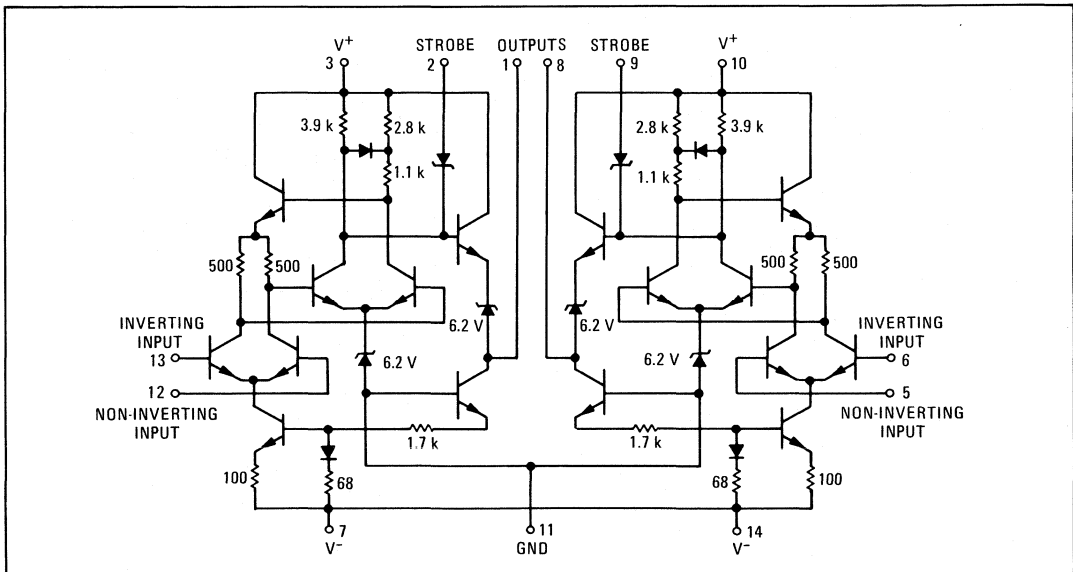 V+ STROBE OUTPUTS STROBE V+
3 2 1 8 9 10
3.9 k 2.8 k 2.8 k 3.9 k
1.1 k 1.1 k
500 500 500 500
6.2 V 6.2 V
INVERTING
INPUT
13
6.2 V 6.2 V
INVERTING
INPUT
6
12
NON-INVERTING
INPUT
5
NON-INVERTING
INPUT
1.7 k 1.7 k
100 68 68 100
7 11 14
V- GND V-